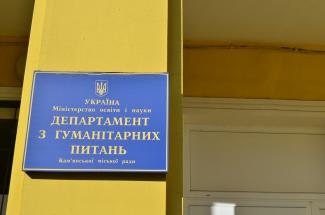 УКРАЇНА
Міністерство освіти і науки
ДЕПАРТАМЕНТ
З ГУМАНІТАРНИХ
ПИТАНЬ
Кам'янської міської ради